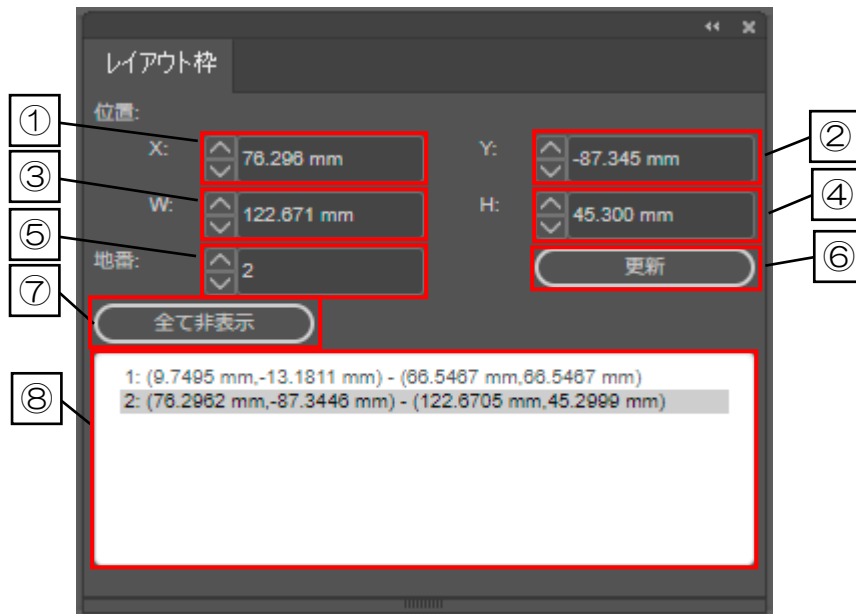 レイアウト枠
位置:
① X: 76.296 mm Y: -87.345 mm ②
③ W: 122.671 mm H: 45.300 mm ④
⑤ 地番: 2 更新 ⑥
⑦ 全て非表示
⑧ 1: (9.7495 mm,-13.1811 mm) - (66.5467 mm,66.5467 mm)
2: (76.2962 mm,-87.3446 mm) - (122.6705 mm,45.2999 mm)